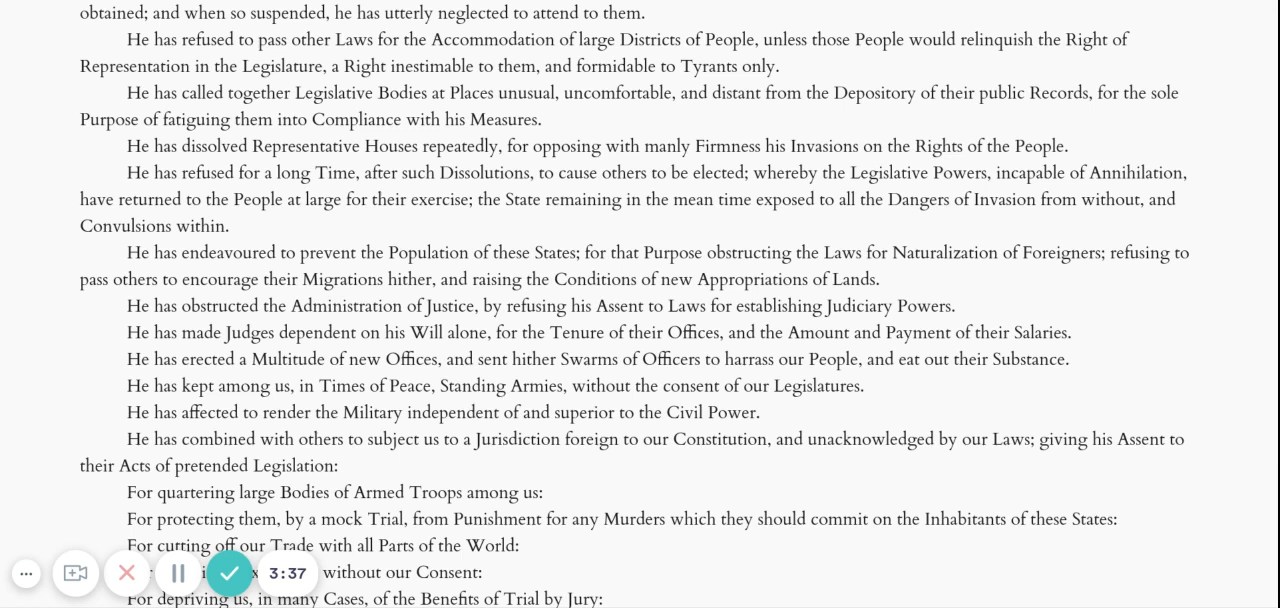 obtained; and when so suspended, he has utterly neglected to attend to them.
He has refused to pass other Laws for the Accommodation of large Districts of People, unless those People would relinquish the Right of
Representation in the Legislature, a Right inestimable to them, and formidable to Tyrants only.
He has called together Legislative Bodies at Places unusual, uncomfortable, and distant from the Depository of their public Records, for the sole
Purpose of fatiguing them into Compliance with his Measures.
He has dissolved Representative Houses repeatedly, for opposing with manly Firmness his Invasions on the Rights of the People.
He has refused for a long Time, after such Dissolutions, to cause others to be elected; whereby the Legislative Powers, incapable of Annihilation,
have returned to the People at large for their exercise; the State remaining in the mean time exposed to all the Dangers of Invasion from without, and
Convulsions within.
He has endeavoured to prevent the Population of these States; for that Purpose obstructing the Laws for Naturalization of Foreigners; refusing to
pass others to encourage their Migrations hither, and raising the Conditions of new Appropriations of Lands.
He has obstructed the Administration of Justice, by refusing his Assent to Laws for establishing Judiciary Powers.
He has made Judges dependent on his Will alone, for the Tenure of their Offices, and the Amount and Payment of their Salaries.
He has erected a Multitude of new Offices, and sent hither Swarms of Officers to harrass our People, and eat out their Substance.
He has kept among us, in Times of Peace, Standing Armies, without the consent of our Legislatures.
He has affected to render the Military independent of and superior to the Civil Power.
He has combined with others to subject us to a Jurisdiction foreign to our Constitution, and unacknowledged by our Laws; giving his Assent to
their Acts of pretended Legislation:
For quartering large Bodies of Armed Troops among us:
For protecting them, by a mock Trial, from Punishment for any Murders which they should commit on the Inhabitants of these States:
For cutting off our Trade with all Parts of the World:
3:37 without our Consent:
For depriving us, in many Cases, of the Benefits of Trial by Jury: